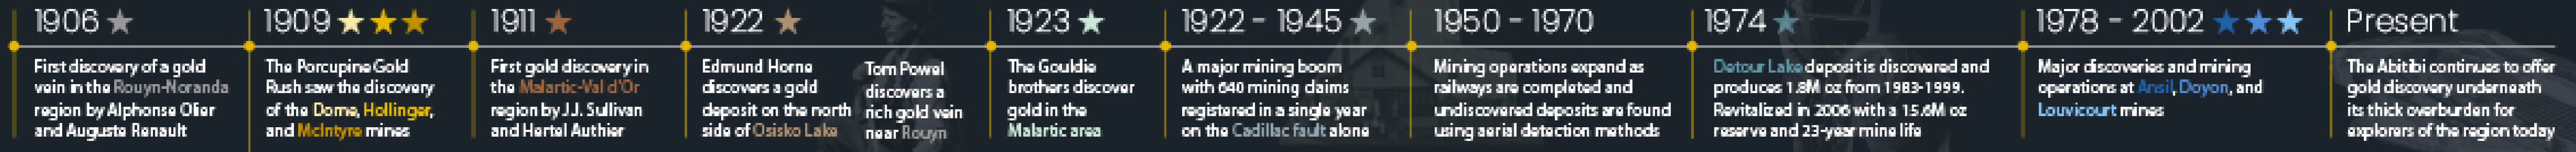 1906
First discovery of a gold
vein in the Rouyn-Noranda
region by Alphonse Olier
and Auguste Renault
1909
The Porcupine Gold
Rush saw the discovery
of the Dome, Hollinger,
and McIntyre mines
1911
First gold discovery in
the Malartic-Val d'Or
region by J.J. Sullivan
and Hertel Authier
1922
Edmund Horne
discovers a gold
deposit on the north
side of Osisko Lake
Tom Powel
discovers a
rich gold vein
near Rouyn
1923
The Gouldie
brothers discover
gold in the
Malartic area
1922 - 1945
A major mining boom
with 640 mining claims
registered in a single year
on the Cadillac fault alone
1950 - 1970
Mining operations expand as
railways are completed and
undiscovered deposits are found
using aerial detection methods
1974
Detour Lake deposit is discovered and
produces 1.8M oz from 1983-1999.
Revitalized in 2006 with a 15.6M oz
reserve and 23-year mine life
1978 - 2002
Major discoveries and mining
operations at Ansil, Doyon, and
Louvicourt mines
Present
The Abitibi continues to offer
gold discovery underneath
its thick overburden for
explorers of the region today